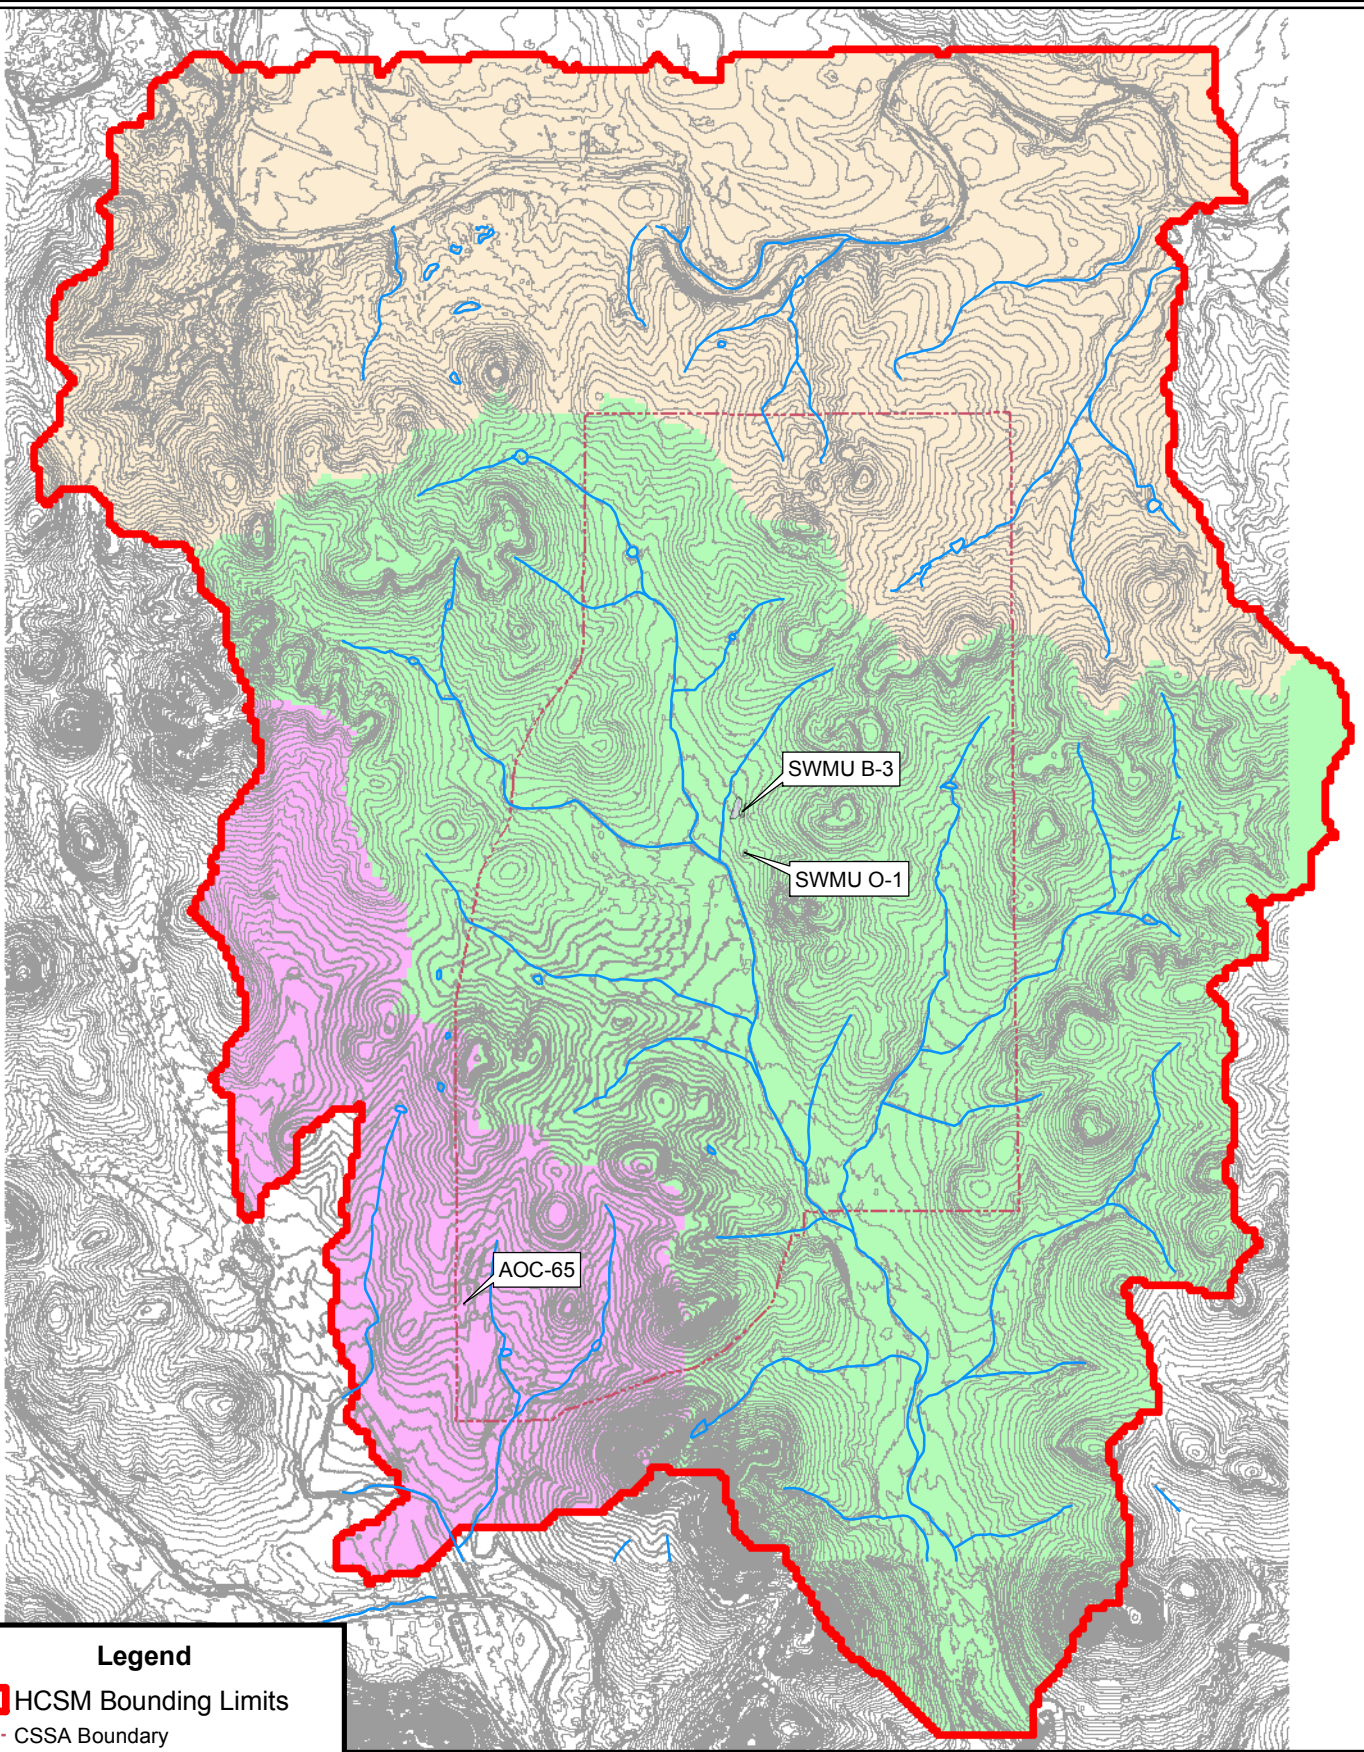 SWMU B-3
SWMU O-1
AOC-65
Legend
HCSM Bounding Limits
CSSA Boundary